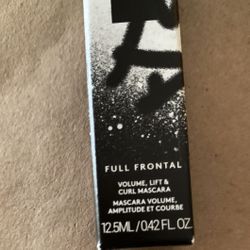 FULL FRONTAL
VOLUME, LIFT &
CURL MASCARA
MASCARA VOLUME,
AMPLITUDE ET COURBE
12.5ML / 0.42 FL. OZ.